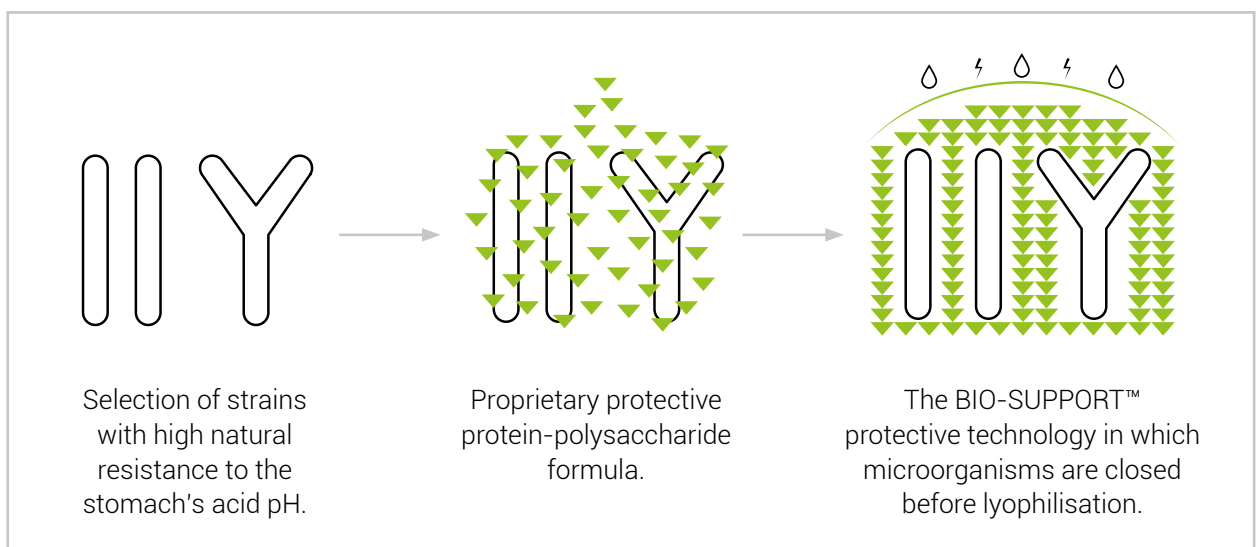 Selection of strains
with high natural
resistance to the
stomach's acid pH.
Proprietary protective
protein-polysaccharide
formula.
The BIO-SUPPORT™
protective technology in which
microorganisms are closed
before lyophilisation.